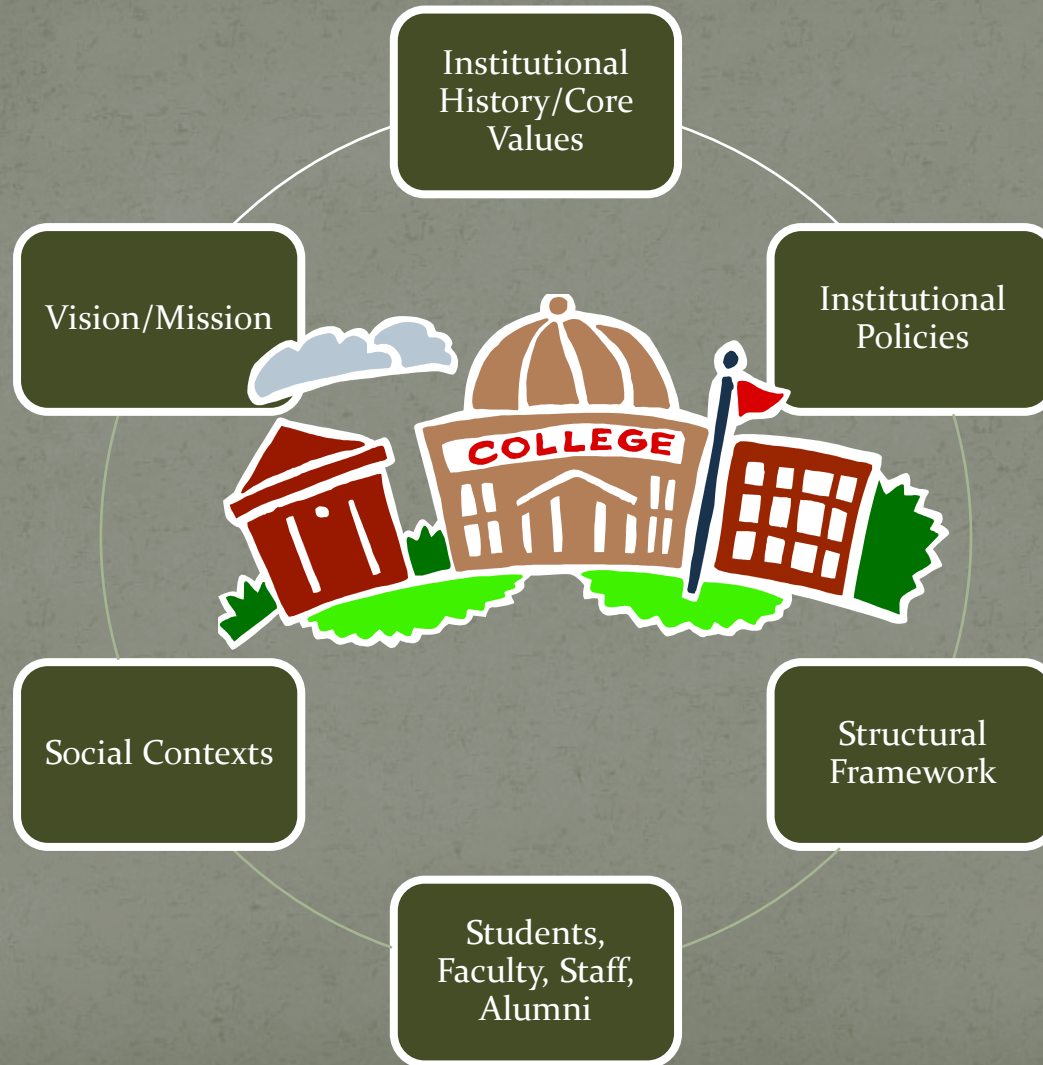 Institutional
History/Core
Values
Vision/Mission
Institutional
Policies
COLLEGE
Social Contexts
Structural
Framework
Students,
Faculty, Staff,
Alumni